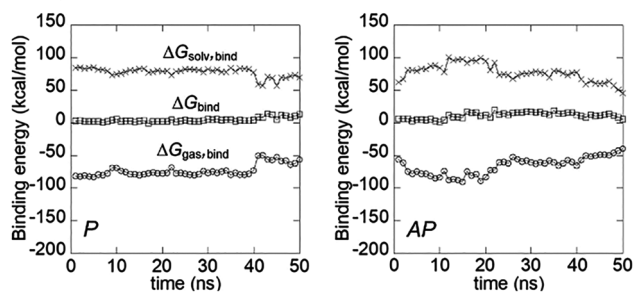 Binding energy (kcal/mol)
150
100
50
0
-50
-100
-150
-200
ΔGsolv,bind
ΔGbind
ΔGgas,bind
P
0 10 20 30 40 50
time (ns)
Binding energy (kcal/mol)
150
100
50
0
-50
-100
-150
-200
AP
0 10 20 30 40 50
time (ns)